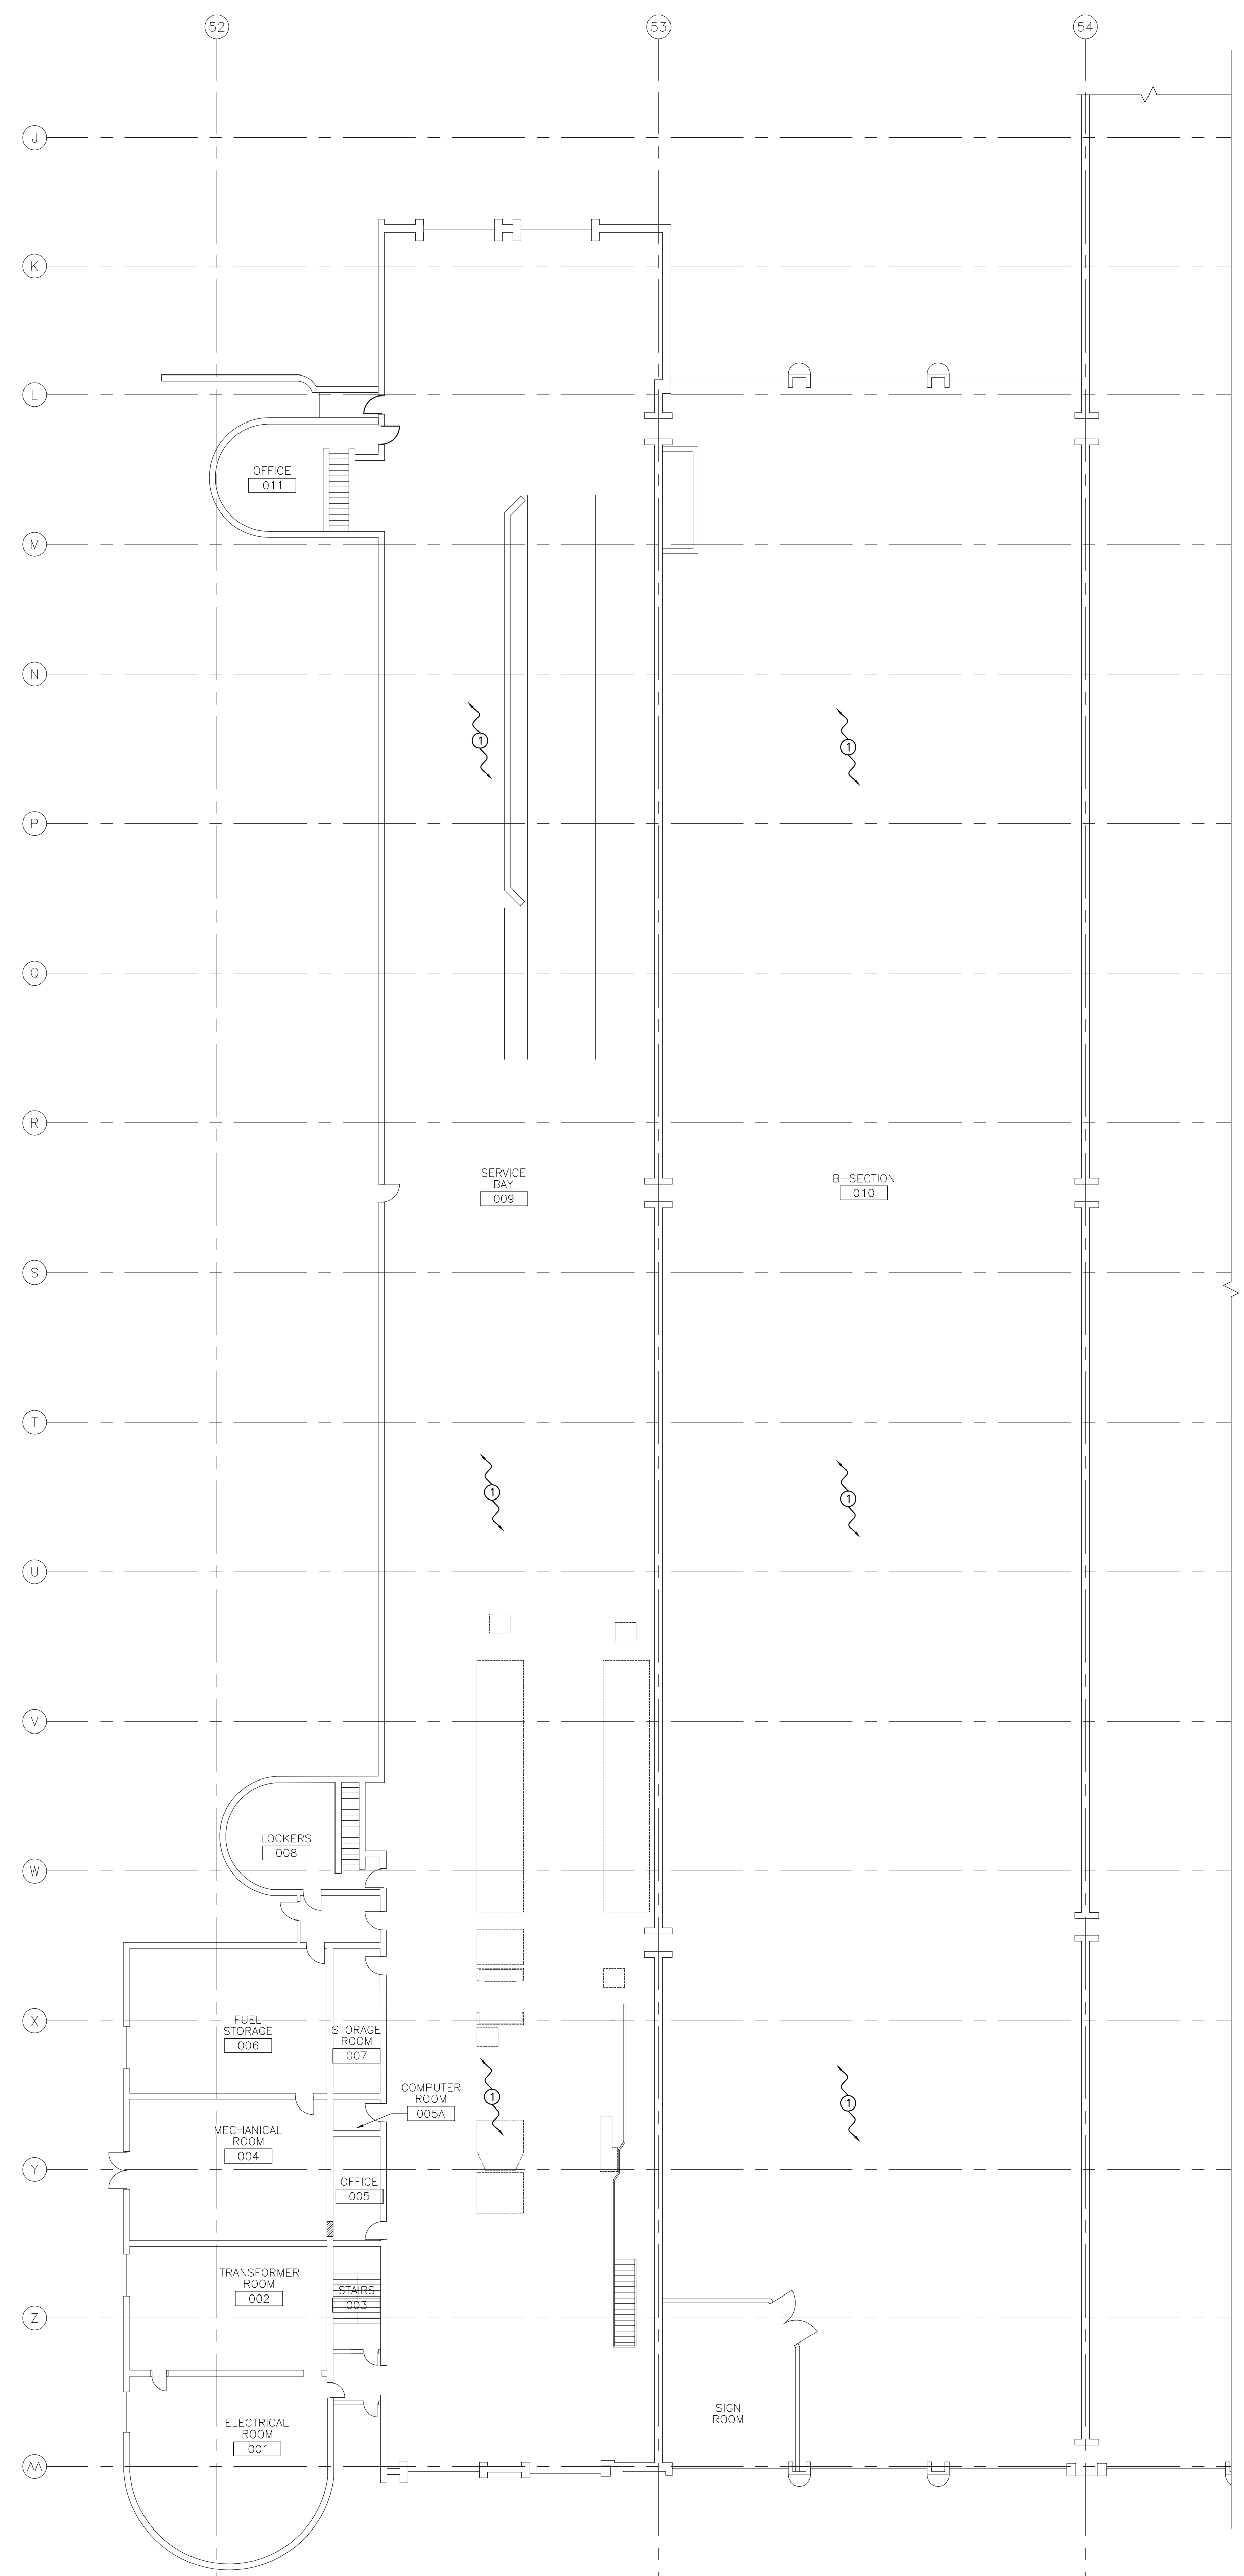 52
53
54
J
K
L
OFFICE
011
M
N
1
1
P
Q
R
SERVICE
BAY
009
B-SECTION
010
S
T
1
1
U
V
LOCKERS
008
W
X
FUEL
STORAGE
006
STORAGE
ROOM
007
COMPUTER
ROOM
005A
1
1
MECHANICAL
ROOM
004
Y
OFFICE
005
TRANSFORMER
ROOM
002
STAIRS
003
Z
SIGN
ROOM
ELECTRICAL
ROOM
001
AA